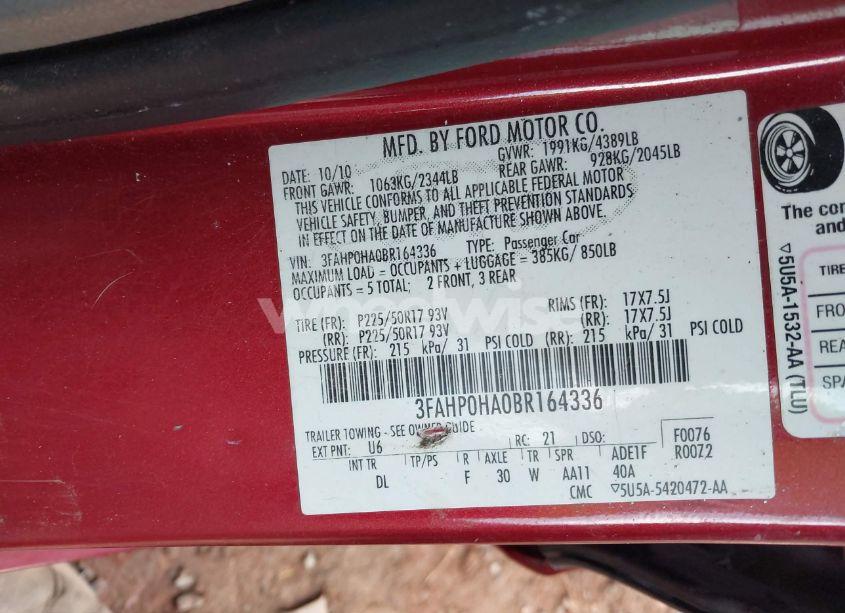 MFD. BY FORD MOTOR CO.
DATE: 10/10 GVWR: 1991KG/4389LB
FRONT GAWR: 1063KG/2344LB REAR GAWR: 928KG/2045LB
THIS VEHICLE CONFORMS TO ALL APPLICABLE FEDERAL MOTOR
VEHICLE SAFETY, BUMPER, AND THEFT PREVENTION STANDARDS
IN EFFECT ON THE DATE OF MANUFACTURE SHOWN ABOVE.
VIN: 3FAHP0HA0BR164336 TYPE: Passenger Car
MAXIMUM LOAD = OCCUPANTS + LUGGAGE = 385KG/ 850LB
OCCUPANTS = 5 TOTAL; 2 FRONT, 3 REAR
wheelwise
TIRE (FR): P225/50R17 93V RIMS (FR): 17X7.5J
(RR): P225/50R17 93V (RR): 17X7.5J
PRESSURE (FR): 215 kPa/ 31 PSI COLD (RR): 215 kPa/ 31 PSI COLD
3FAHP0HA0BR164336
TRAILER TOWING - SEE OWNER GUIDE
EXT PNT: U6 RC: 21 DSO: F0076
INT TR TP/PS R AXLE TR SPR ADE1F R0072
DL F 30 W AA11 40A
CMC ▽5U5A-5420472-AA
▽5U5A-1532-AA (TLU)
The
and
TIRE